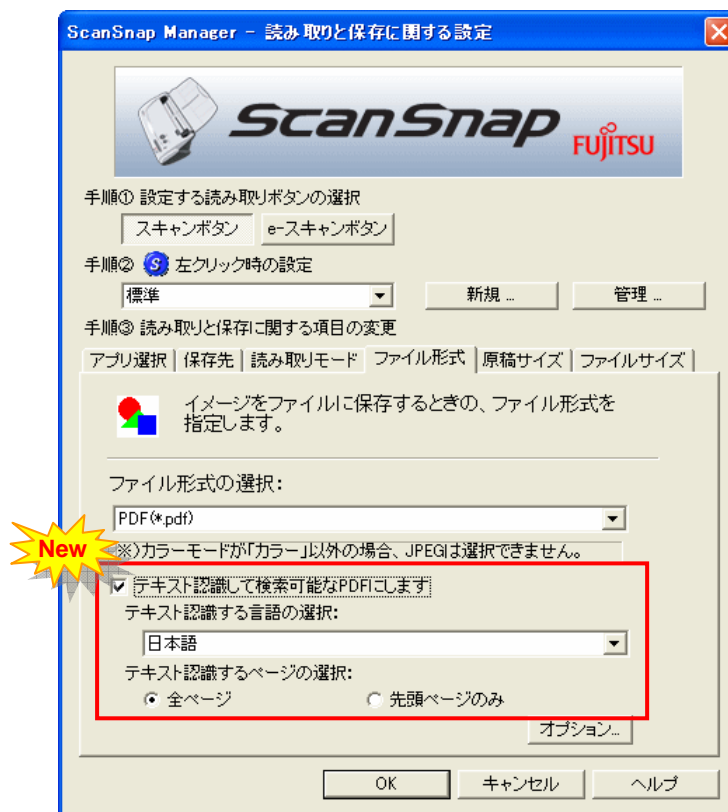 ScanSnap Manager - 読み取りと保存に関する設定
ScanSnap
FUJITSU
手順① 設定する読み取りボタンの選択
スキャンボタン e-スキャンボタン
手順② S 左クリック時の設定
標準 新規 ... 管理 ...
手順③ 読み取りと保存に関する項目の変更
アプリ選択 保存先 読み取りモード ファイル形式 原稿サイズ ファイルサイズ
イメージをファイルに保存するときの、ファイル形式を
指定します。
ファイル形式の選択:
PDF(*.pdf)
New
※)カラーモードが「カラー」以外の場合、JPEGは選択できません。
テキスト認識して検索可能なPDFにします
テキスト認識する言語の選択:
日本語
テキスト認識するページの選択:
全ページ 先頭ページのみ
オプション...
OK キャンセル ヘルプ